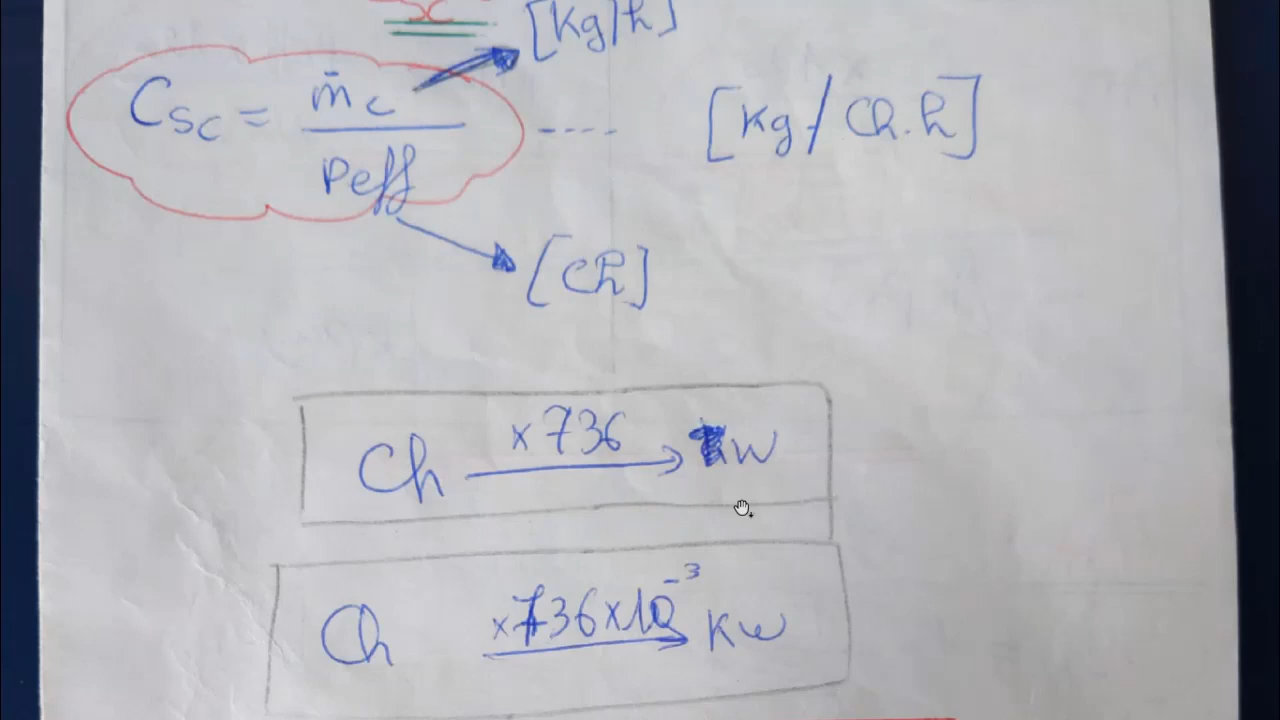 [Kg/h]
Csc = ṁc / Peff ---- [Kg/Ch.h]
[Ch]
Ch ×736 → w
Ch ×736×10⁻³ → Kw